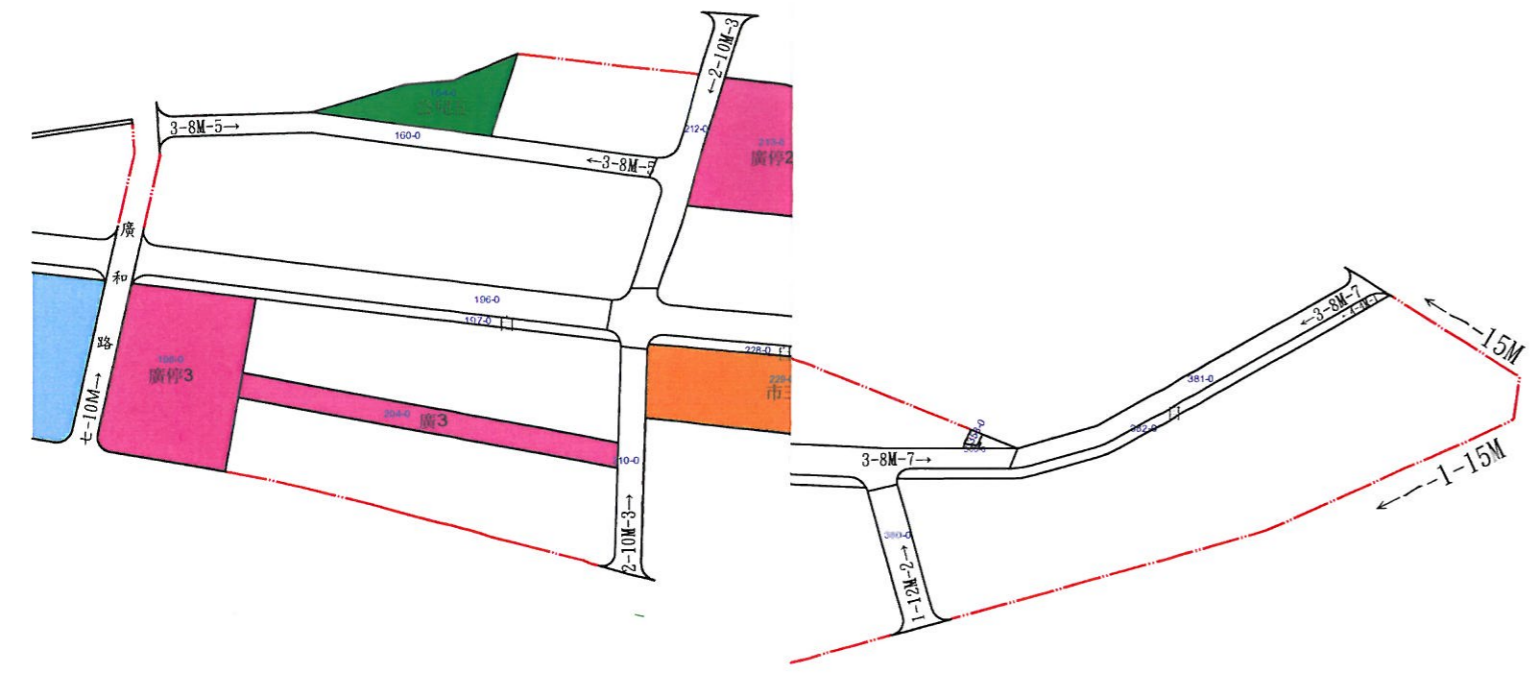 ←2-10M-3
3-8M-5→
160-0
212-0
←3-8M-5
廣停2
廣
和
路
七-10M→
196-0
197-0
228-0
廣停3
204-0
廣3
10-0
2-10M-3→
3-8M-7→
←3-8M-7
381-0
380-0
1-12M-2→
15M
1-15M